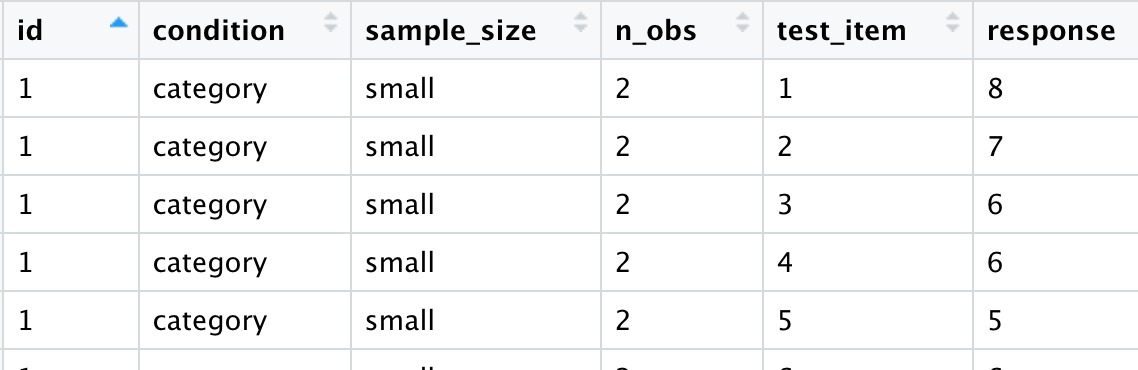 id condition sample_size n_obs test_item response
1 category small 2 1 8
1 category small 2 2 7
1 category small 2 3 6
1 category small 2 4 6
1 category small 2 5 5